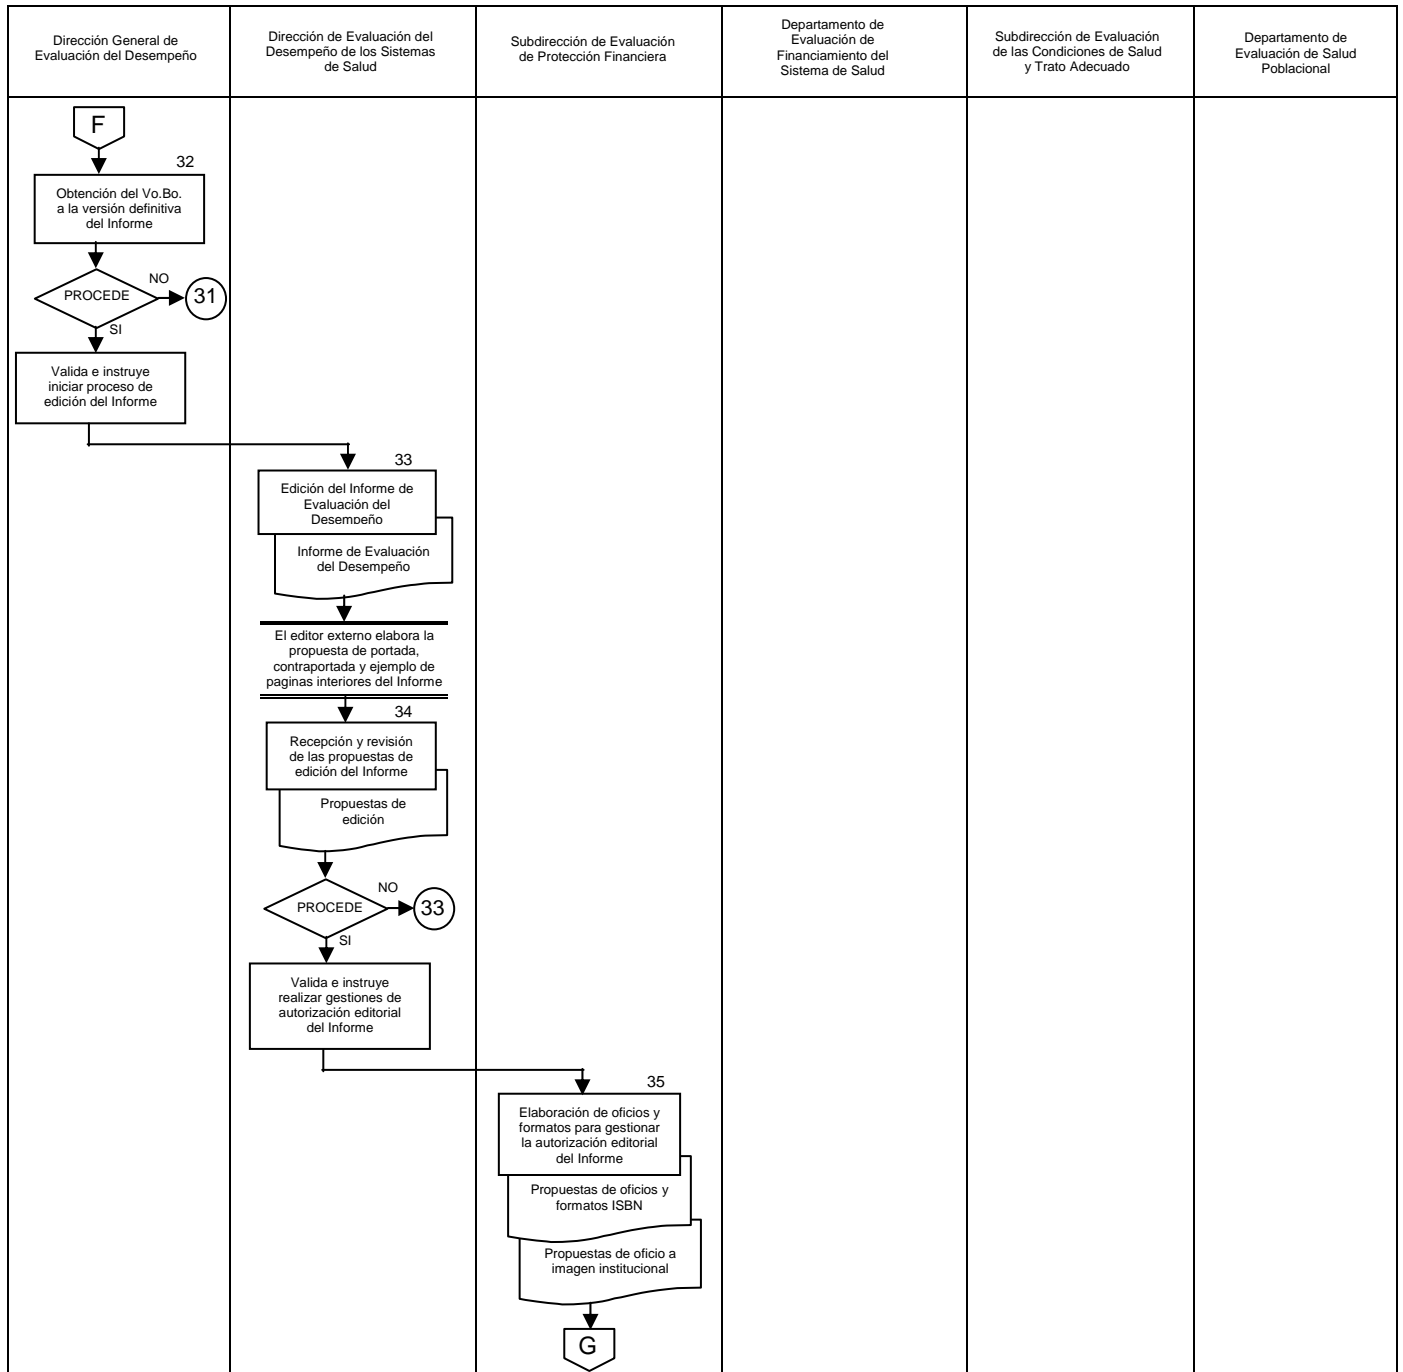 Dirección General de
Evaluación del Desempeño
Dirección de Evaluación del
Desempeño de los Sistemas
de Salud
Subdirección de Evaluación
de Protección Financiera
Departamento de
Evaluación de
Financiamiento del
Sistema de Salud
Subdirección de Evaluación
de las Condiciones de Salud
y Trato Adecuado
Departamento de
Evaluación de Salud
Poblacional
F
32
Obtención del Vo.Bo.
a la versión definitiva
del Informe
PROCEDE
NO
31
SI
Valida e instruye
iniciar proceso de
edición del Informe
33
Edición del Informe de
Evaluación del
Desempeño
Informe de Evaluación
del Desempeño
El editor externo elabora la
propuesta de portada,
contraportada y ejemplo de
paginas interiores del Informe
34
Recepción y revisión
de las propuestas de
edición del Informe
Propuestas de
edición
PROCEDE
NO
33
SI
Valida e instruye
realizar gestiones de
autorización editorial
del Informe
35
Elaboración de oficios y
formatos para gestionar
la autorización editorial
del Informe
Propuestas de oficios y
formatos ISBN
Propuestas de oficio a
imagen institucional
G